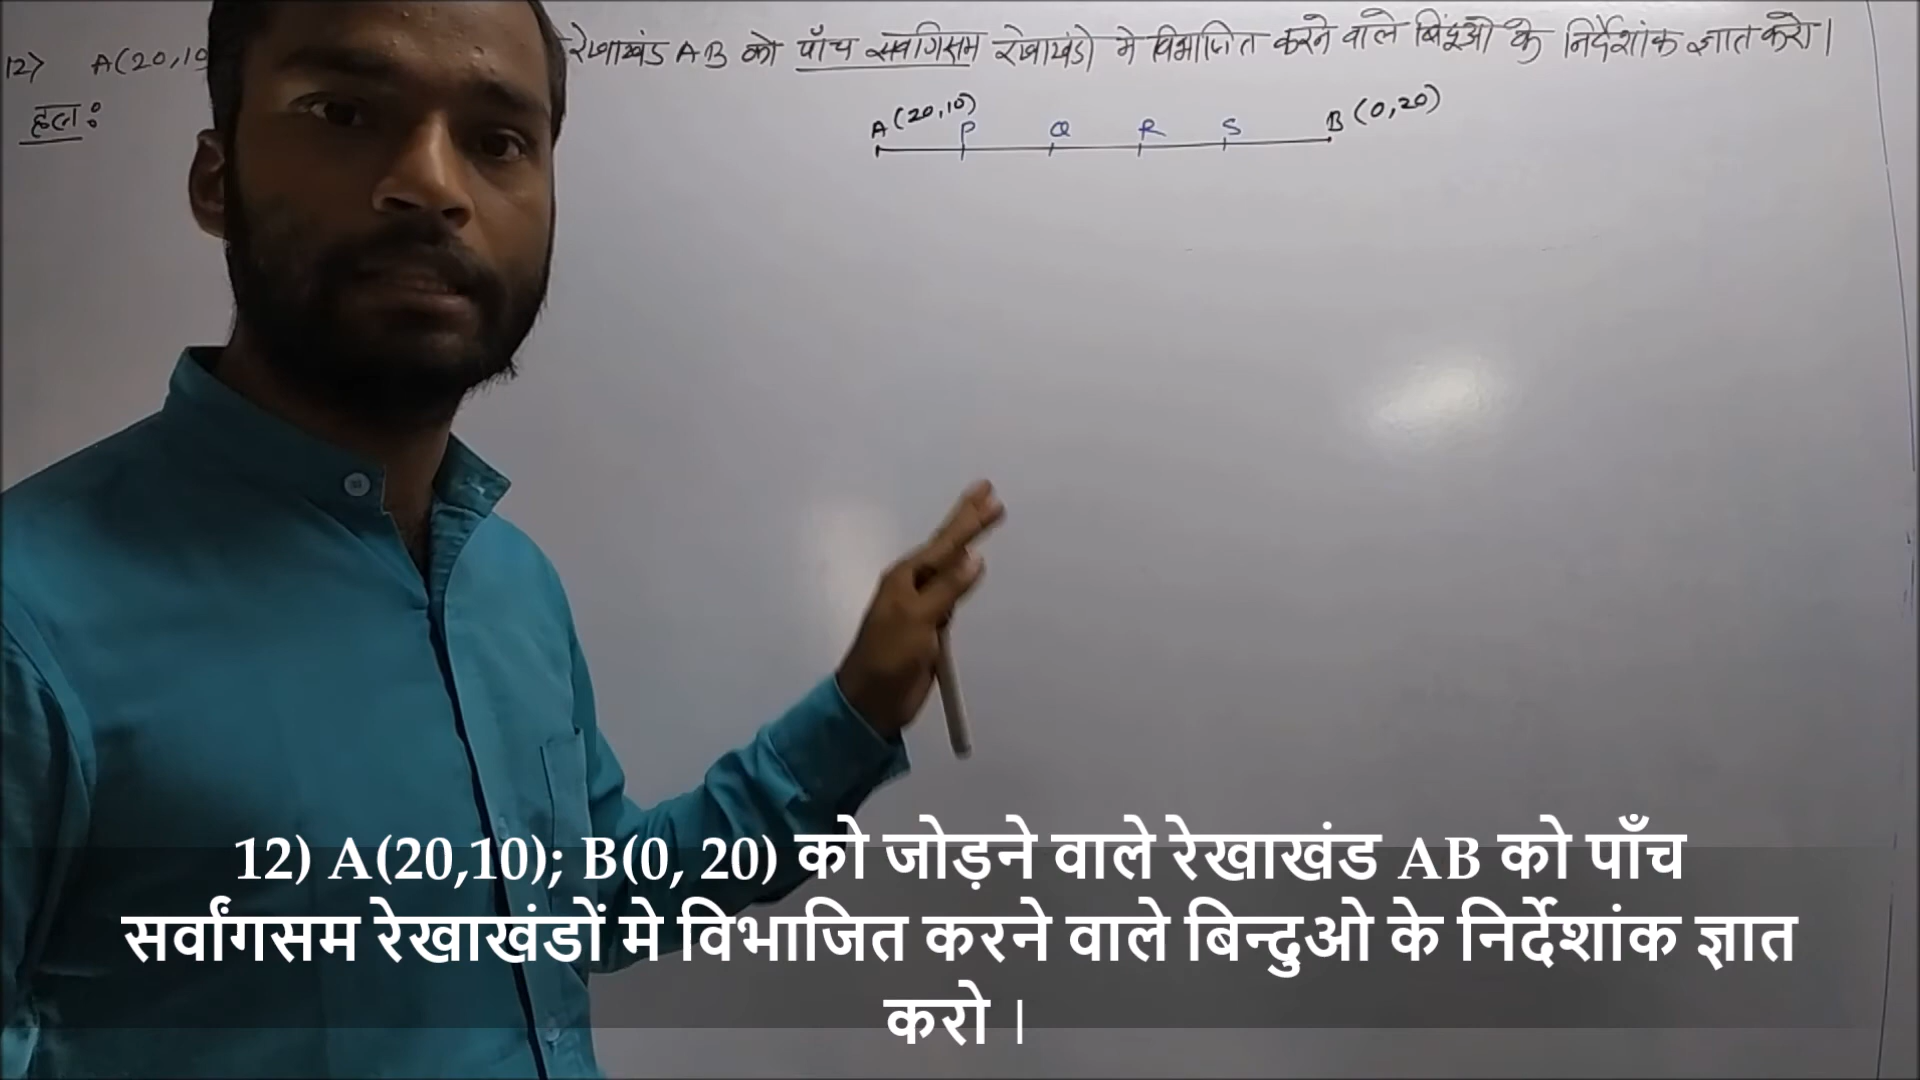 12> A(20,10 रेखाखंड AB को पाँच सर्वांगसम रेखाखंडो मे विभाजित करने वाले बिंदुओ के निर्देशांक ज्ञात करो।
हल:
A(20,10) P Q R S B(0,20)
12) A(20,10); B(0, 20) को जोड़ने वाले रेखाखंड AB को पाँच
सर्वांगसम रेखाखंडों मे विभाजित करने वाले बिन्दुओ के निर्देशांक ज्ञात
करो ।